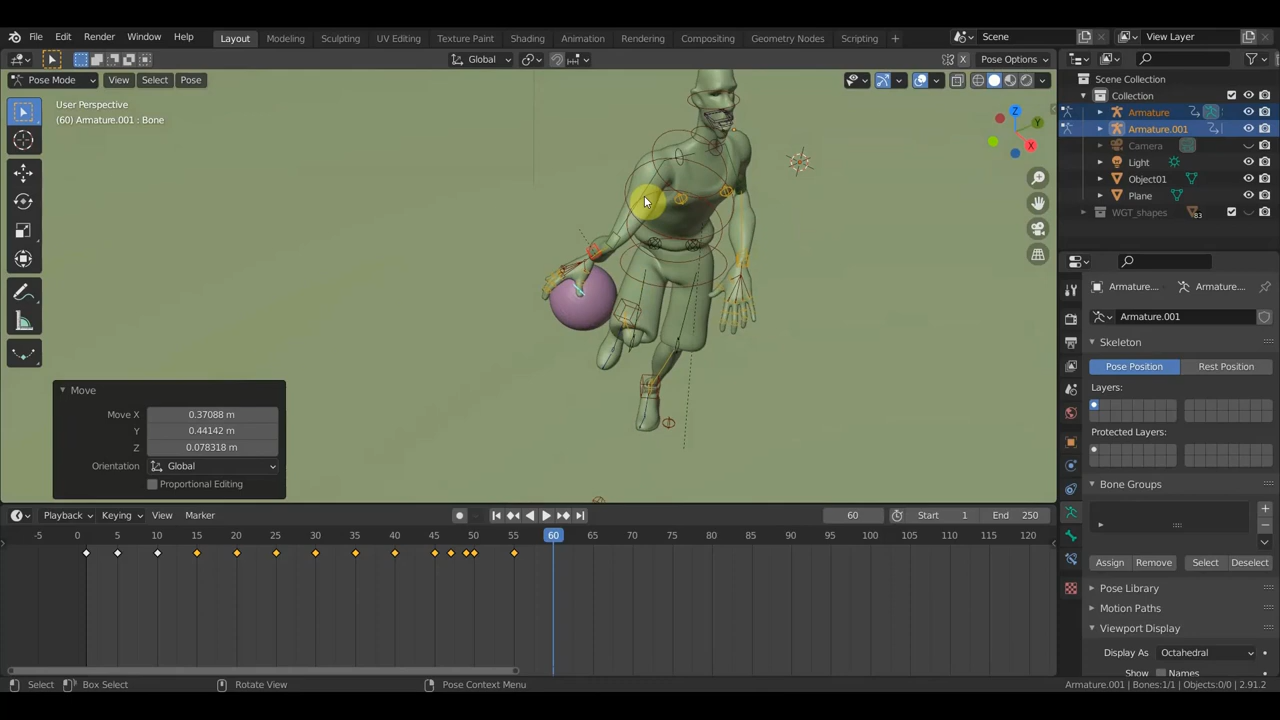 File Edit Render Window Help Layout Modeling Sculpting UV Editing Texture Paint Shading Animation Rendering Compositing Geometry Nodes Scripting + Scene View Layer
Global Pose Options
Pose Mode View Select Pose
Scene Collection
Collection
User Perspective
(60) Armature.001 : Bone
Armature
Armature.001
Camera
Light
Object01
Plane
WGT_shapes 83
Armature.... Armature....
Armature.001
Skeleton
Pose Position Rest Position
Layers:
Protected Layers:
Move
Move X 0.37088 m
Y 0.44142 m
Z 0.078318 m
Orientation Global
Proportional Editing
Bone Groups
Assign Remove Select Deselect
Pose Library
Motion Paths
Viewport Display
Display As Octahedral
Show Names
Playback Keying View Marker 60 Start 1 End 250
-5 0 5 10 15 20 25 30 35 40 45 50 55 60 65 70 75 80 85 90 95 100 105 110 115 120
Select Box Select Rotate View Pose Context Menu Armature.001 | Bones:1/1 | Objects:0/0 | 2.91.2